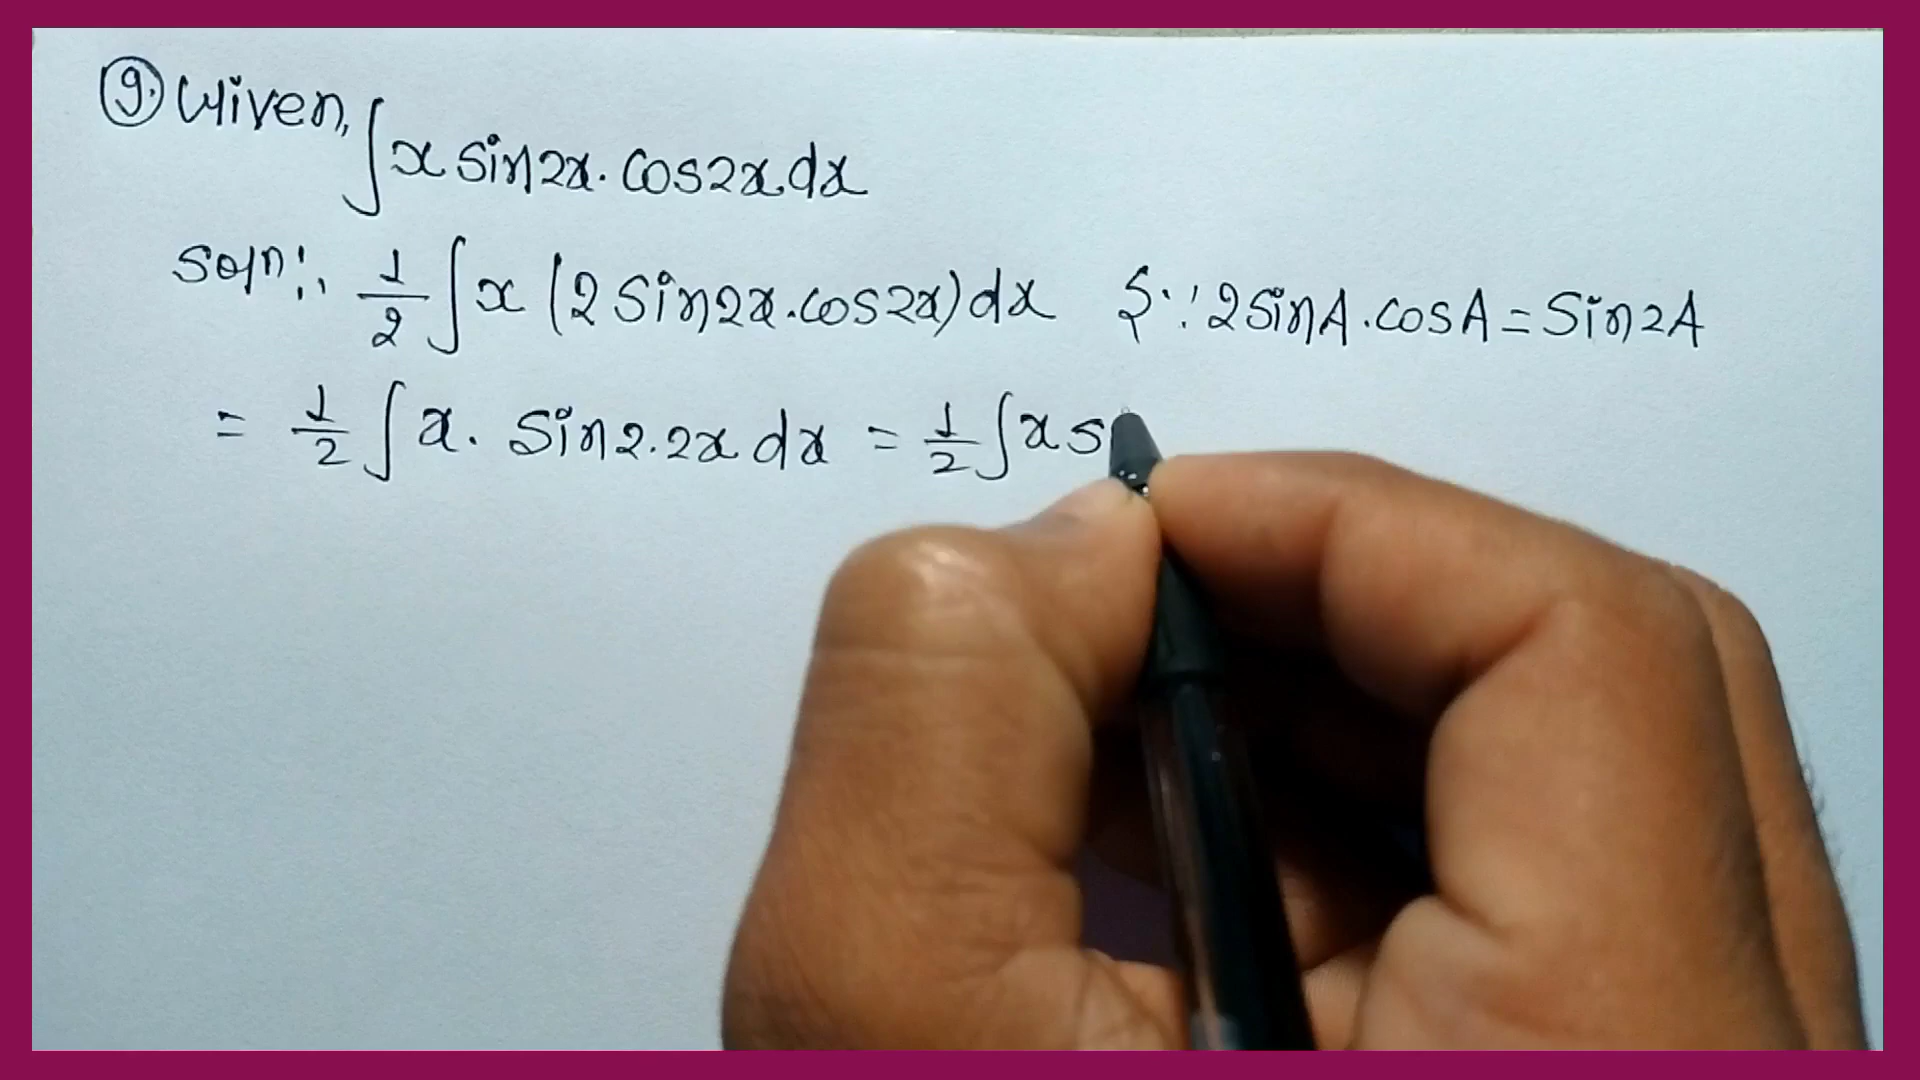 9. Given, ∫x sin2x.cos2x.dx
Soln:. 1/2 ∫x (2 sin2x.cos2x)dx {∵ 2sinA.cosA = Sin2A
= 1/2 ∫x. Sin2.2x dx = 1/2 ∫x s